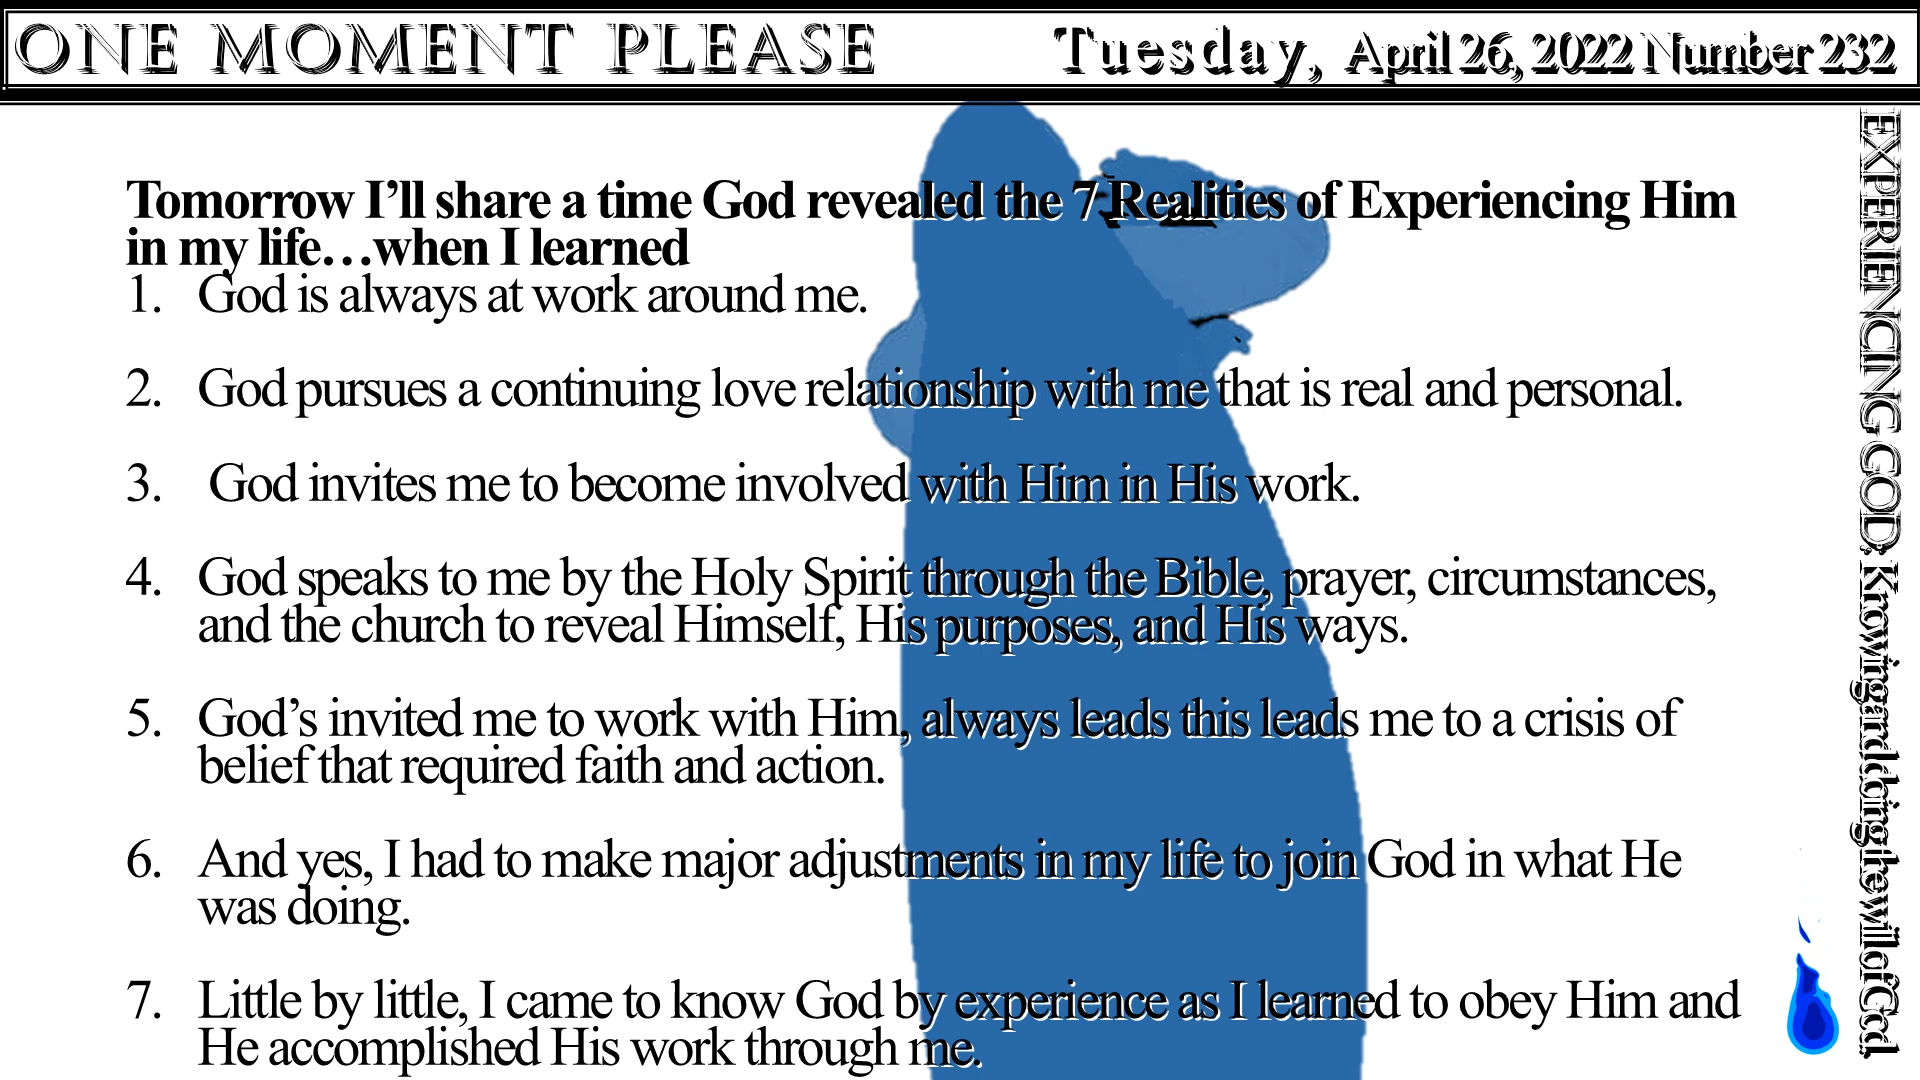 ONE MOMENT PLEASE
Tuesday, April 26, 2022 Number 232
Tomorrow I’ll share a time God revealed the 7 Realities of Experiencing Him
in my life…when I learned
1. God is always at work around me.
2. God pursues a continuing love relationship with me that is real and personal.
3. God invites me to become involved with Him in His work.
4. God speaks to me by the Holy Spirit through the Bible, prayer, circumstances,
and the church to reveal Himself, His purposes, and His ways.
5. God’s invited me to work with Him, always leads this leads me to a crisis of
belief that required faith and action.
6. And yes, I had to make major adjustments in my life to join God in what He
was doing.
7. Little by little, I came to know God by experience as I learned to obey Him and
He accomplished His work through me.
EXPERIENCING GOD: Knowing and doing the will of God.